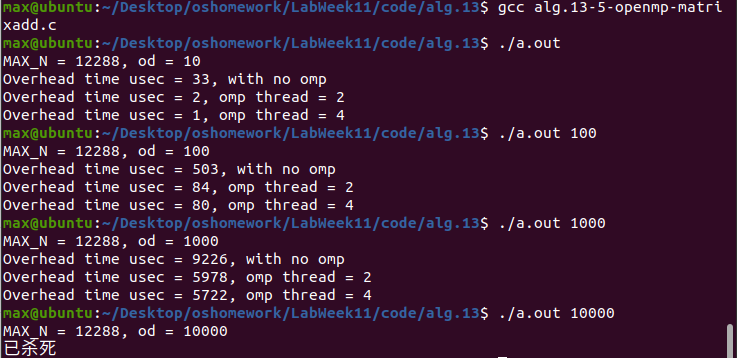 max@ubuntu:~/Desktop/oshomework/LabWeek11/code/alg.13$ gcc alg.13-5-openmp-matri
xadd.c
max@ubuntu:~/Desktop/oshomework/LabWeek11/code/alg.13$ ./a.out
MAX_N = 12288, od = 10
Overhead time usec = 33, with no omp
Overhead time usec = 2, omp thread = 2
Overhead time usec = 1, omp thread = 4
max@ubuntu:~/Desktop/oshomework/LabWeek11/code/alg.13$ ./a.out 100
MAX_N = 12288, od = 100
Overhead time usec = 503, with no omp
Overhead time usec = 84, omp thread = 2
Overhead time usec = 80, omp thread = 4
max@ubuntu:~/Desktop/oshomework/LabWeek11/code/alg.13$ ./a.out 1000
MAX_N = 12288, od = 1000
Overhead time usec = 9226, with no omp
Overhead time usec = 5978, omp thread = 2
Overhead time usec = 5722, omp thread = 4
max@ubuntu:~/Desktop/oshomework/LabWeek11/code/alg.13$ ./a.out 10000
MAX_N = 12288, od = 10000
已杀死